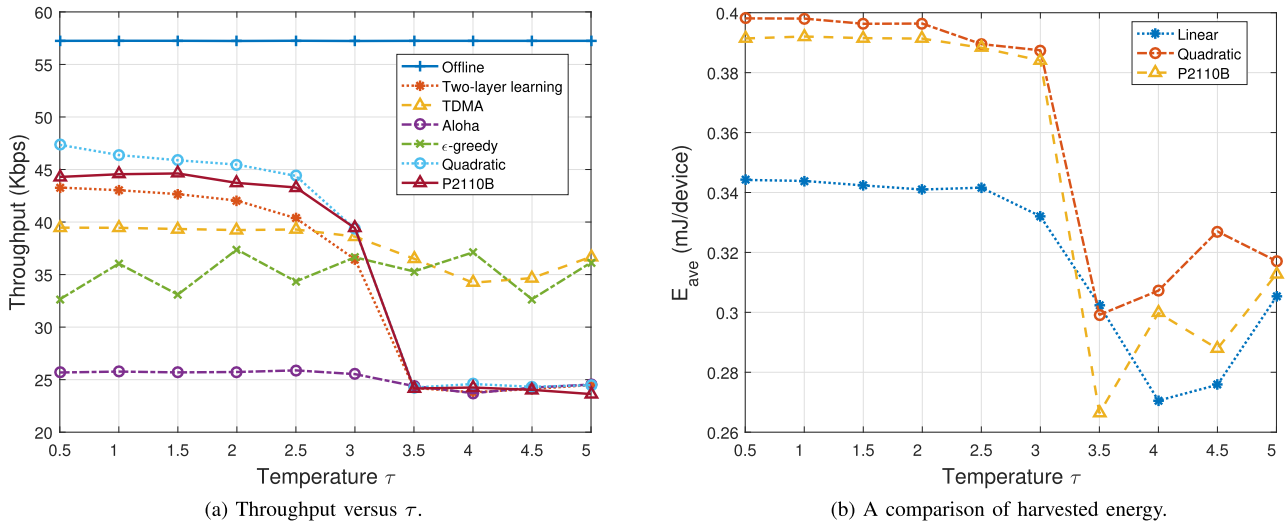 60
55
50
45
40
35
30
25
20
Throughput (Kbps)
Offline
Two-layer learning
TDMA
Aloha
ϵ-greedy
Quadratic
P2110B
0.5 1 1.5 2 2.5 3 3.5 4 4.5 5
Temperature τ
(a) Throughput versus τ.
0.4
0.38
0.36
0.34
0.32
0.3
0.28
0.26
E_ave (mJ/device)
Linear
Quadratic
P2110B
0.5 1 1.5 2 2.5 3 3.5 4 4.5 5
Temperature τ
(b) A comparison of harvested energy.